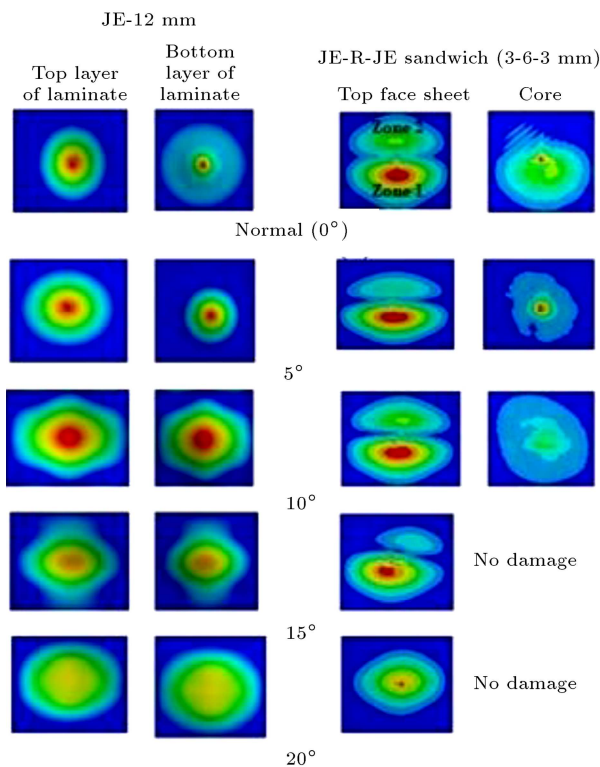 JE-12 mm
Top layer
of laminate
Bottom
layer of
laminate
JE-R-JE sandwich (3-6-3 mm)
Top face sheet
Core
Zone 2
Zone 1
Normal (0°)
5°
10°
15°
No damage
20°
No damage